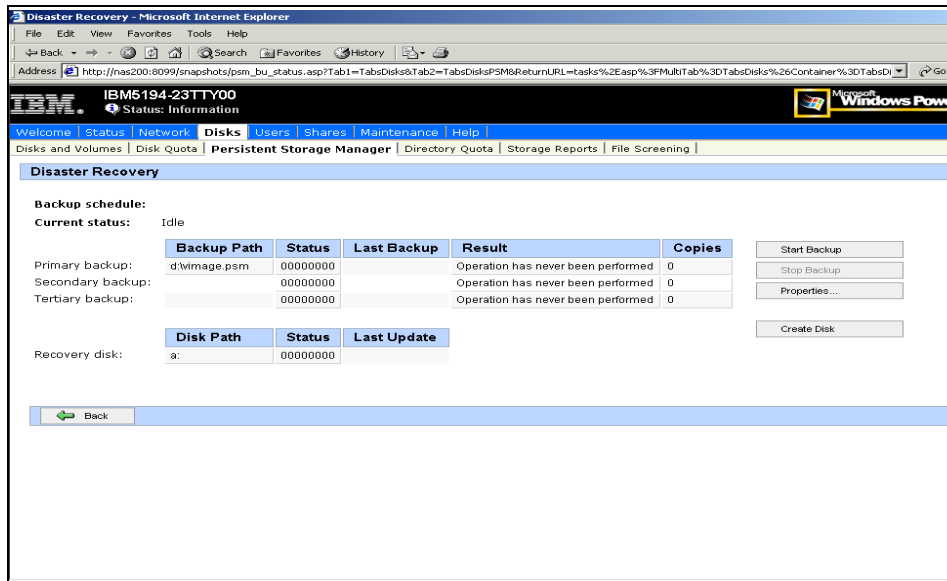 Disaster Recovery - Microsoft Internet Explorer
File Edit View Favorites Tools Help
Back Search Favorites History
Address http://nas200:8099/snapshots/psm_bu_status.asp?Tab1=TabsDisks&Tab2=TabsDisksPSM&ReturnURL=tasks%2Easp%3FMultiTab%3DTabsDisks%26Container%3DTabsDi Go
IBM. IBM5194-23TTY00
Status: Information
Microsoft
Windows Pow
Welcome | Status | Network | Disks | Users | Shares | Maintenance | Help |
Disks and Volumes | Disk Quota | Persistent Storage Manager | Directory Quota | Storage Reports | File Screening |
Disaster Recovery
Backup schedule:
Current status: Idle
Backup Path Status Last Backup Result Copies
Primary backup: d:\image.psm 00000000 Operation has never been performed 0
Secondary backup: 00000000 Operation has never been performed 0
Tertiary backup: 00000000 Operation has never been performed 0
Start Backup
Stop Backup
Properties...
Create Disk
Disk Path Status Last Update
Recovery disk: a: 00000000
Back